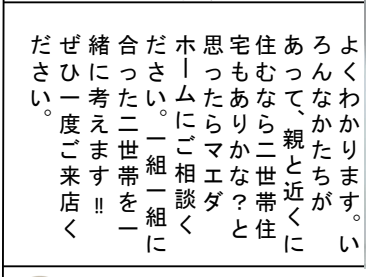 よくわかります。い
ろんなかたちが
あって、親と近くに
住むなら二世帯住
宅もありかな？と
思ったらマエダ
ホームにご相談く
ださい。一組一組に
合った二世帯を一
緒に考えます!!
ぜひ一度ご来店く
ださい。